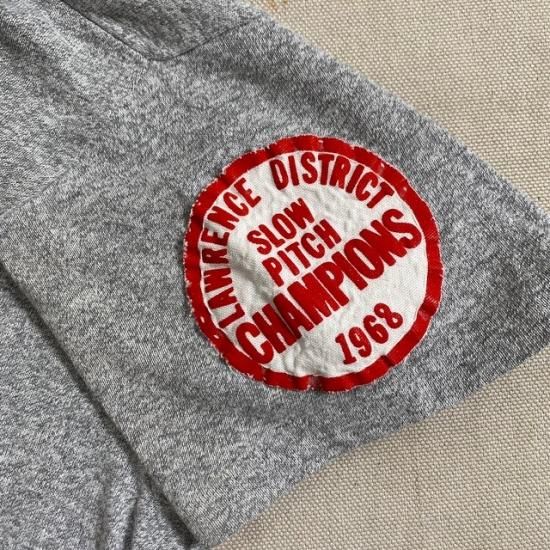 LAWRENCE DISTRICT
SLOW
PITCH
CHAMPIONS
1968